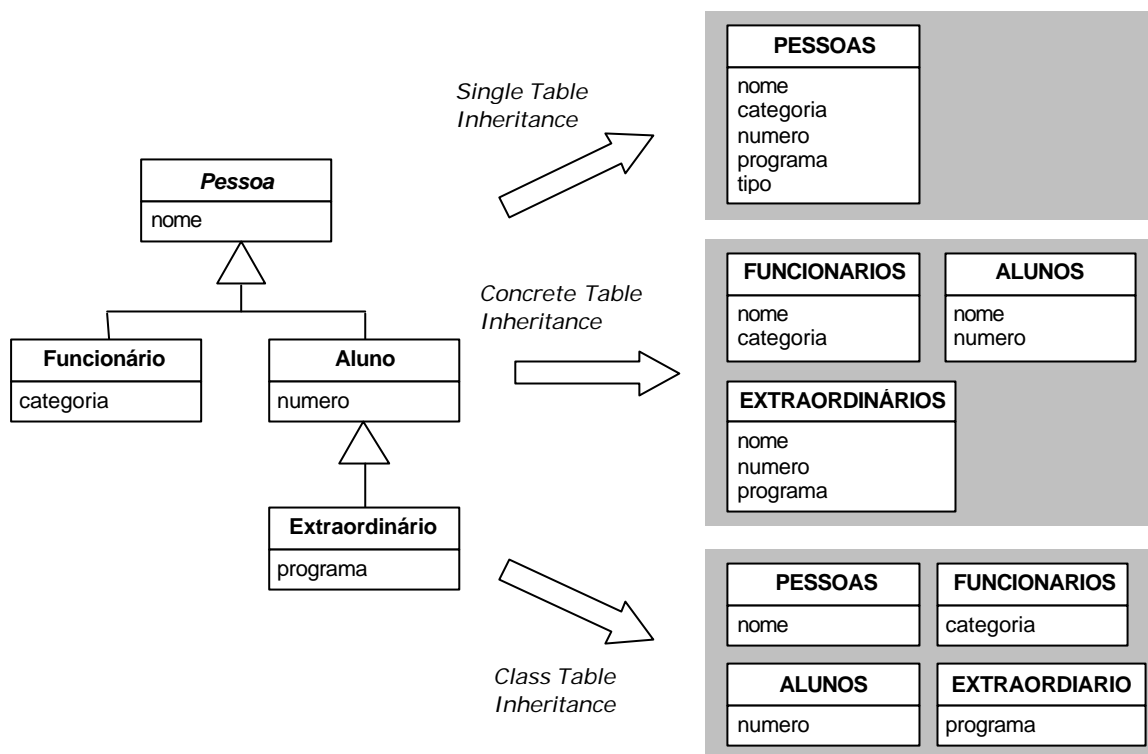 Pessoa
nome
Funcionário
categoria
Aluno
numero
Extraordinário
programa
Single Table
Inheritance
PESSOAS
nome
categoria
numero
programa
tipo
Concrete Table
Inheritance
FUNCIONARIOS
nome
categoria
ALUNOS
nome
numero
EXTRAORDINÁRIOS
nome
numero
programa
Class Table
Inheritance
PESSOAS
nome
FUNCIONARIOS
categoria
ALUNOS
numero
EXTRAORDIARIO
programa